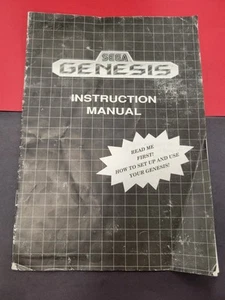 SEGA
GENESIS
INSTRUCTION
MANUAL
READ ME
FIRST!
HOW TO SET UP AND USE
YOUR GENESIS!